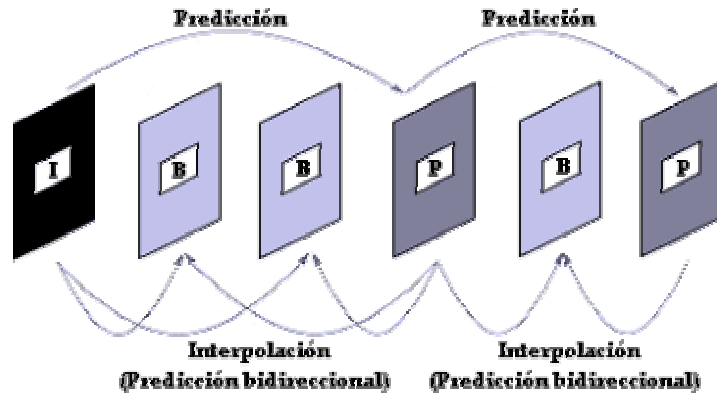 Predicción
Predicción
I
B
B
P
B
P
Interpolación
(Predicción bidireccional)
Interpolación
(Predicción bidireccional)